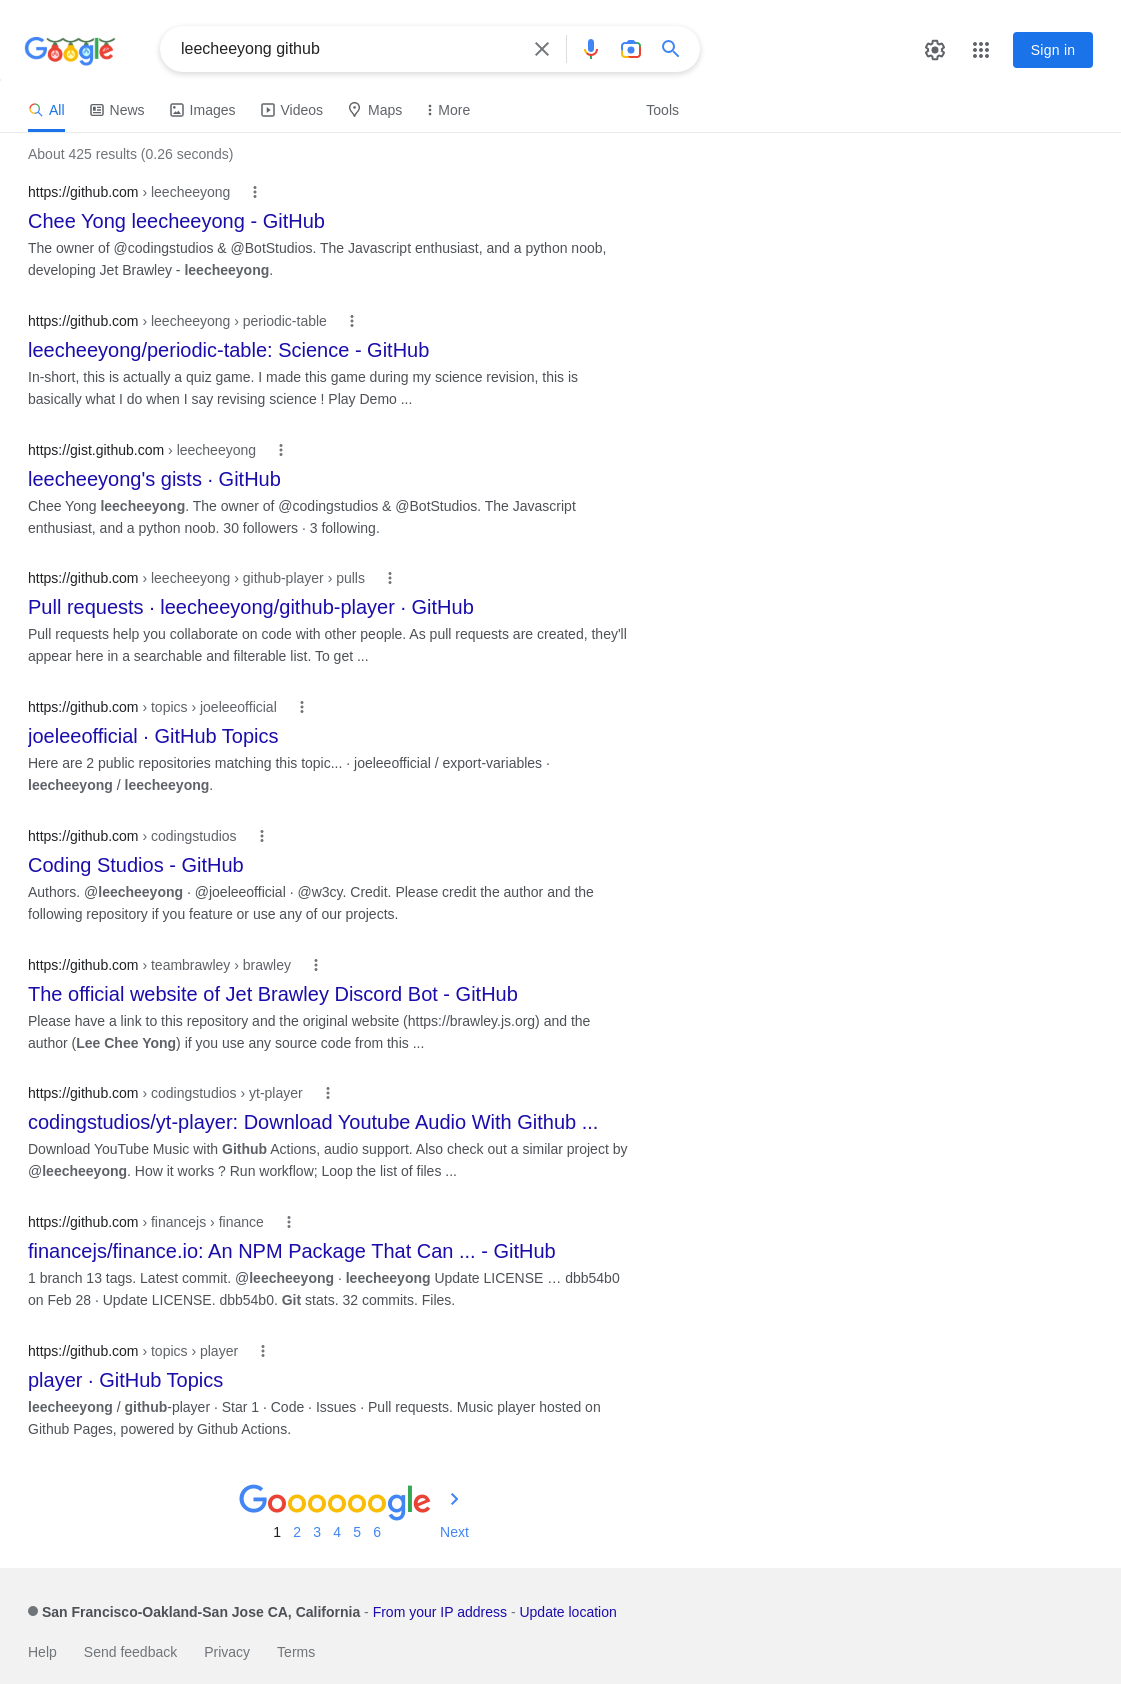 Google
leecheeyong github
Sign in
All News Images Videos Maps More Tools
About 425 results (0.26 seconds)
https://github.com › leecheeyong
Chee Yong leecheeyong - GitHub
The owner of @codingstudios & @BotStudios. The Javascript enthusiast, and a python noob,
developing Jet Brawley - leecheeyong.
https://github.com › leecheeyong › periodic-table
leecheeyong/periodic-table: Science - GitHub
In-short, this is actually a quiz game. I made this game during my science revision, this is
basically what I do when I say revising science ! Play Demo ...
https://gist.github.com › leecheeyong
leecheeyong's gists · GitHub
Chee Yong leecheeyong. The owner of @codingstudios & @BotStudios. The Javascript
enthusiast, and a python noob. 30 followers · 3 following.
https://github.com › leecheeyong › github-player › pulls
Pull requests · leecheeyong/github-player · GitHub
Pull requests help you collaborate on code with other people. As pull requests are created, they'll
appear here in a searchable and filterable list. To get ...
https://github.com › topics › joeleeofficial
joeleeofficial · GitHub Topics
Here are 2 public repositories matching this topic... · joeleeofficial / export-variables ·
leecheeyong / leecheeyong.
https://github.com › codingstudios
Coding Studios - GitHub
Authors. @leecheeyong · @joeleeofficial · @w3cy. Credit. Please credit the author and the
following repository if you feature or use any of our projects.
https://github.com › teambrawley › brawley
The official website of Jet Brawley Discord Bot - GitHub
Please have a link to this repository and the original website (https://brawley.js.org) and the
author (Lee Chee Yong) if you use any source code from this ...
https://github.com › codingstudios › yt-player
codingstudios/yt-player: Download Youtube Audio With Github ...
Download YouTube Music with Github Actions, audio support. Also check out a similar project by
@leecheeyong. How it works ? Run workflow; Loop the list of files ...
https://github.com › financejs › finance
financejs/finance.io: An NPM Package That Can ... - GitHub
1 branch 13 tags. Latest commit. @leecheeyong · leecheeyong Update LICENSE … dbb54b0
on Feb 28 · Update LICENSE. dbb54b0. Git stats. 32 commits. Files.
https://github.com › topics › player
player · GitHub Topics
leecheeyong / github-player · Star 1 · Code · Issues · Pull requests. Music player hosted on
Github Pages, powered by Github Actions.
Goooooogle
1 2 3 4 5 6 Next
San Francisco-Oakland-San Jose CA, California - From your IP address - Update location
Help Send feedback Privacy Terms